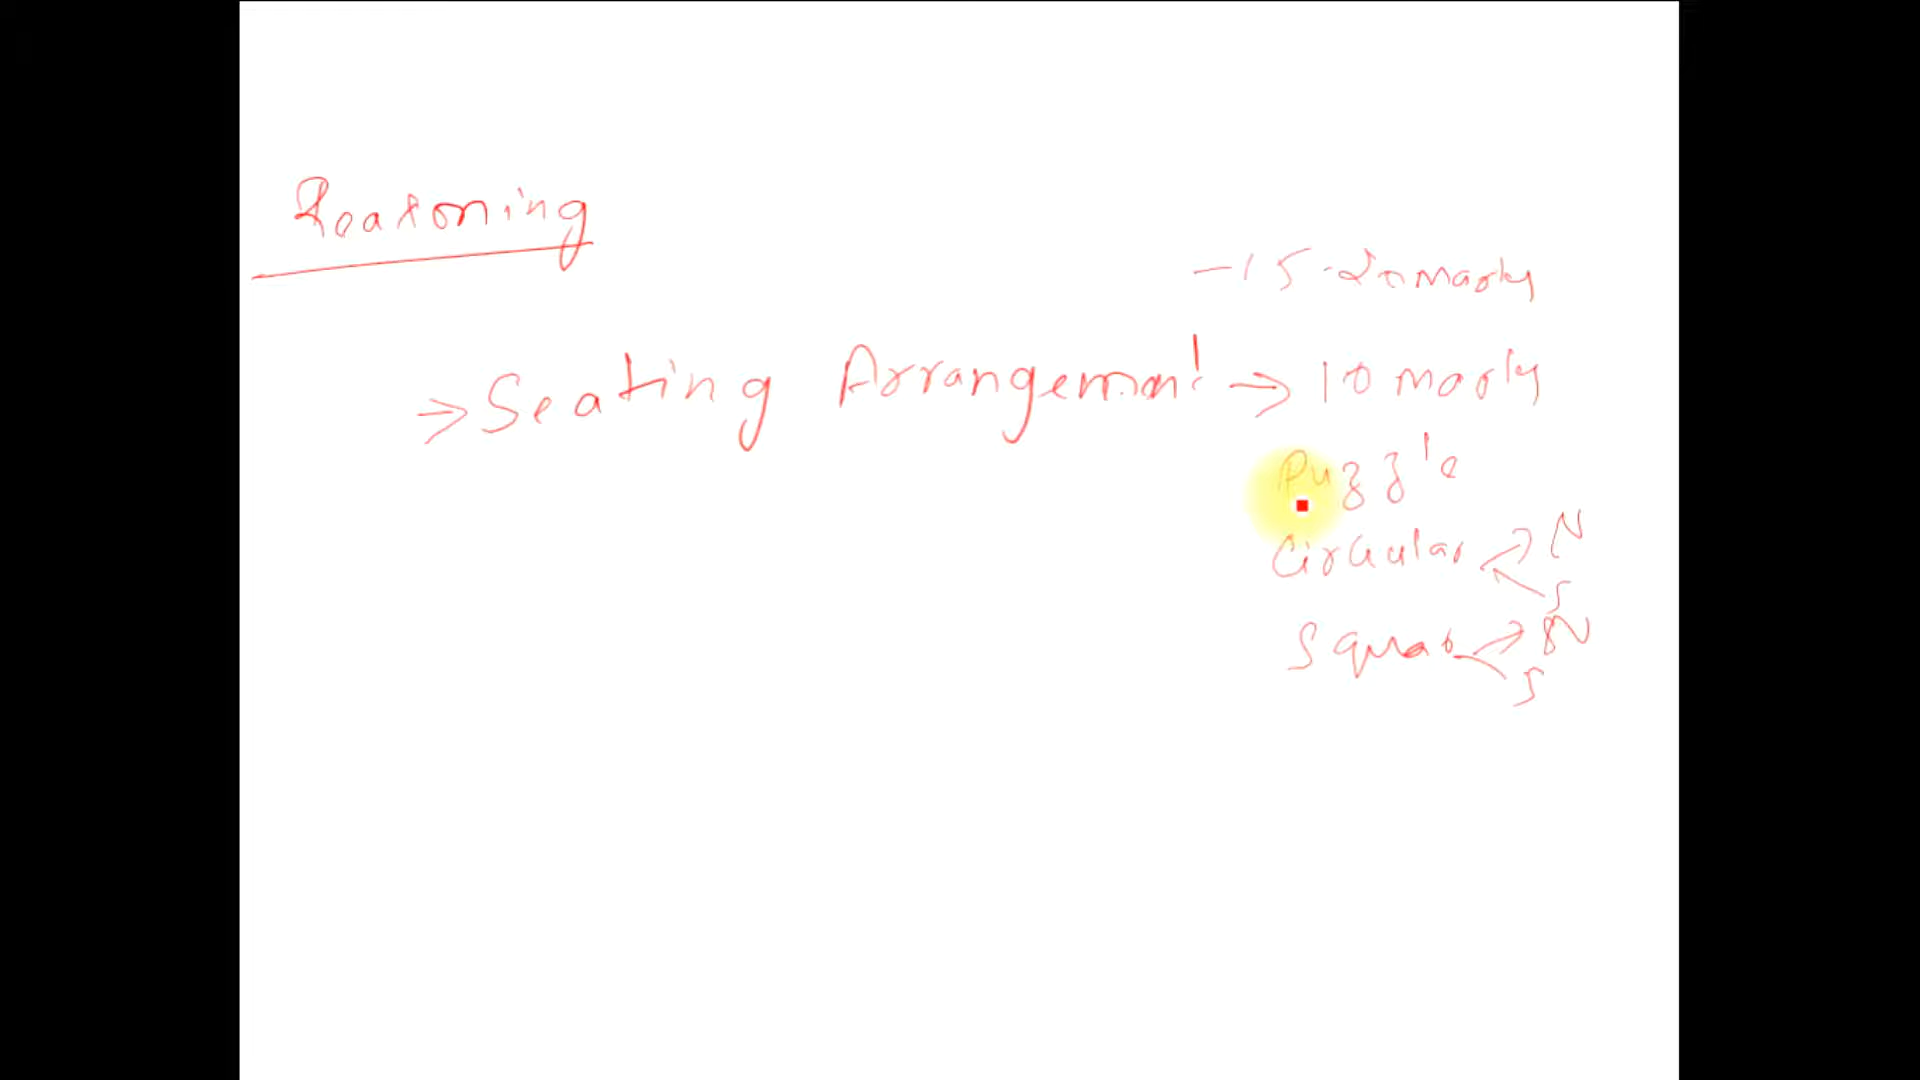 Reasoning
- 15-20 marks
→ Seating Arrangement → 10 marks
Puzzle
Circular → N
S
Square → N
S